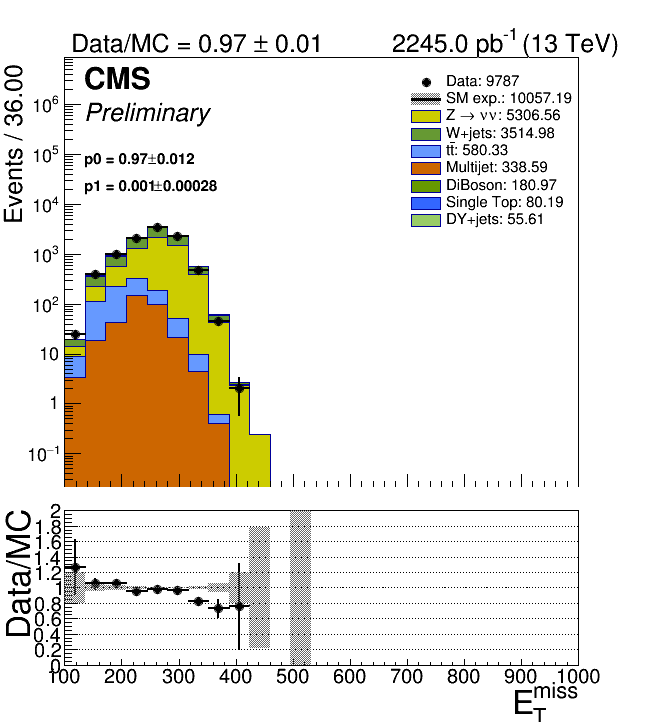 Data/MC = 0.97 ± 0.01 2245.0 pb⁻¹ (13 TeV)
CMS
Preliminary
p0 = 0.97±0.012
p1 = 0.001±0.00028
Data: 9787
SM exp.: 10057.19
Z → νν: 5306.56
W+jets: 3514.98
tt̄: 580.33
Multijet: 338.59
DiBoson: 180.97
Single Top: 80.19
DY+jets: 55.61
Events / 36.00
10⁶
10⁵
10⁴
10³
10²
10
1
10⁻¹
Data/MC
2
1.8
1.6
1.4
1.2
1
0.8
0.6
0.4
0.2
0
100 200 300 400 500 600 700 800 900 1000
E_T^miss